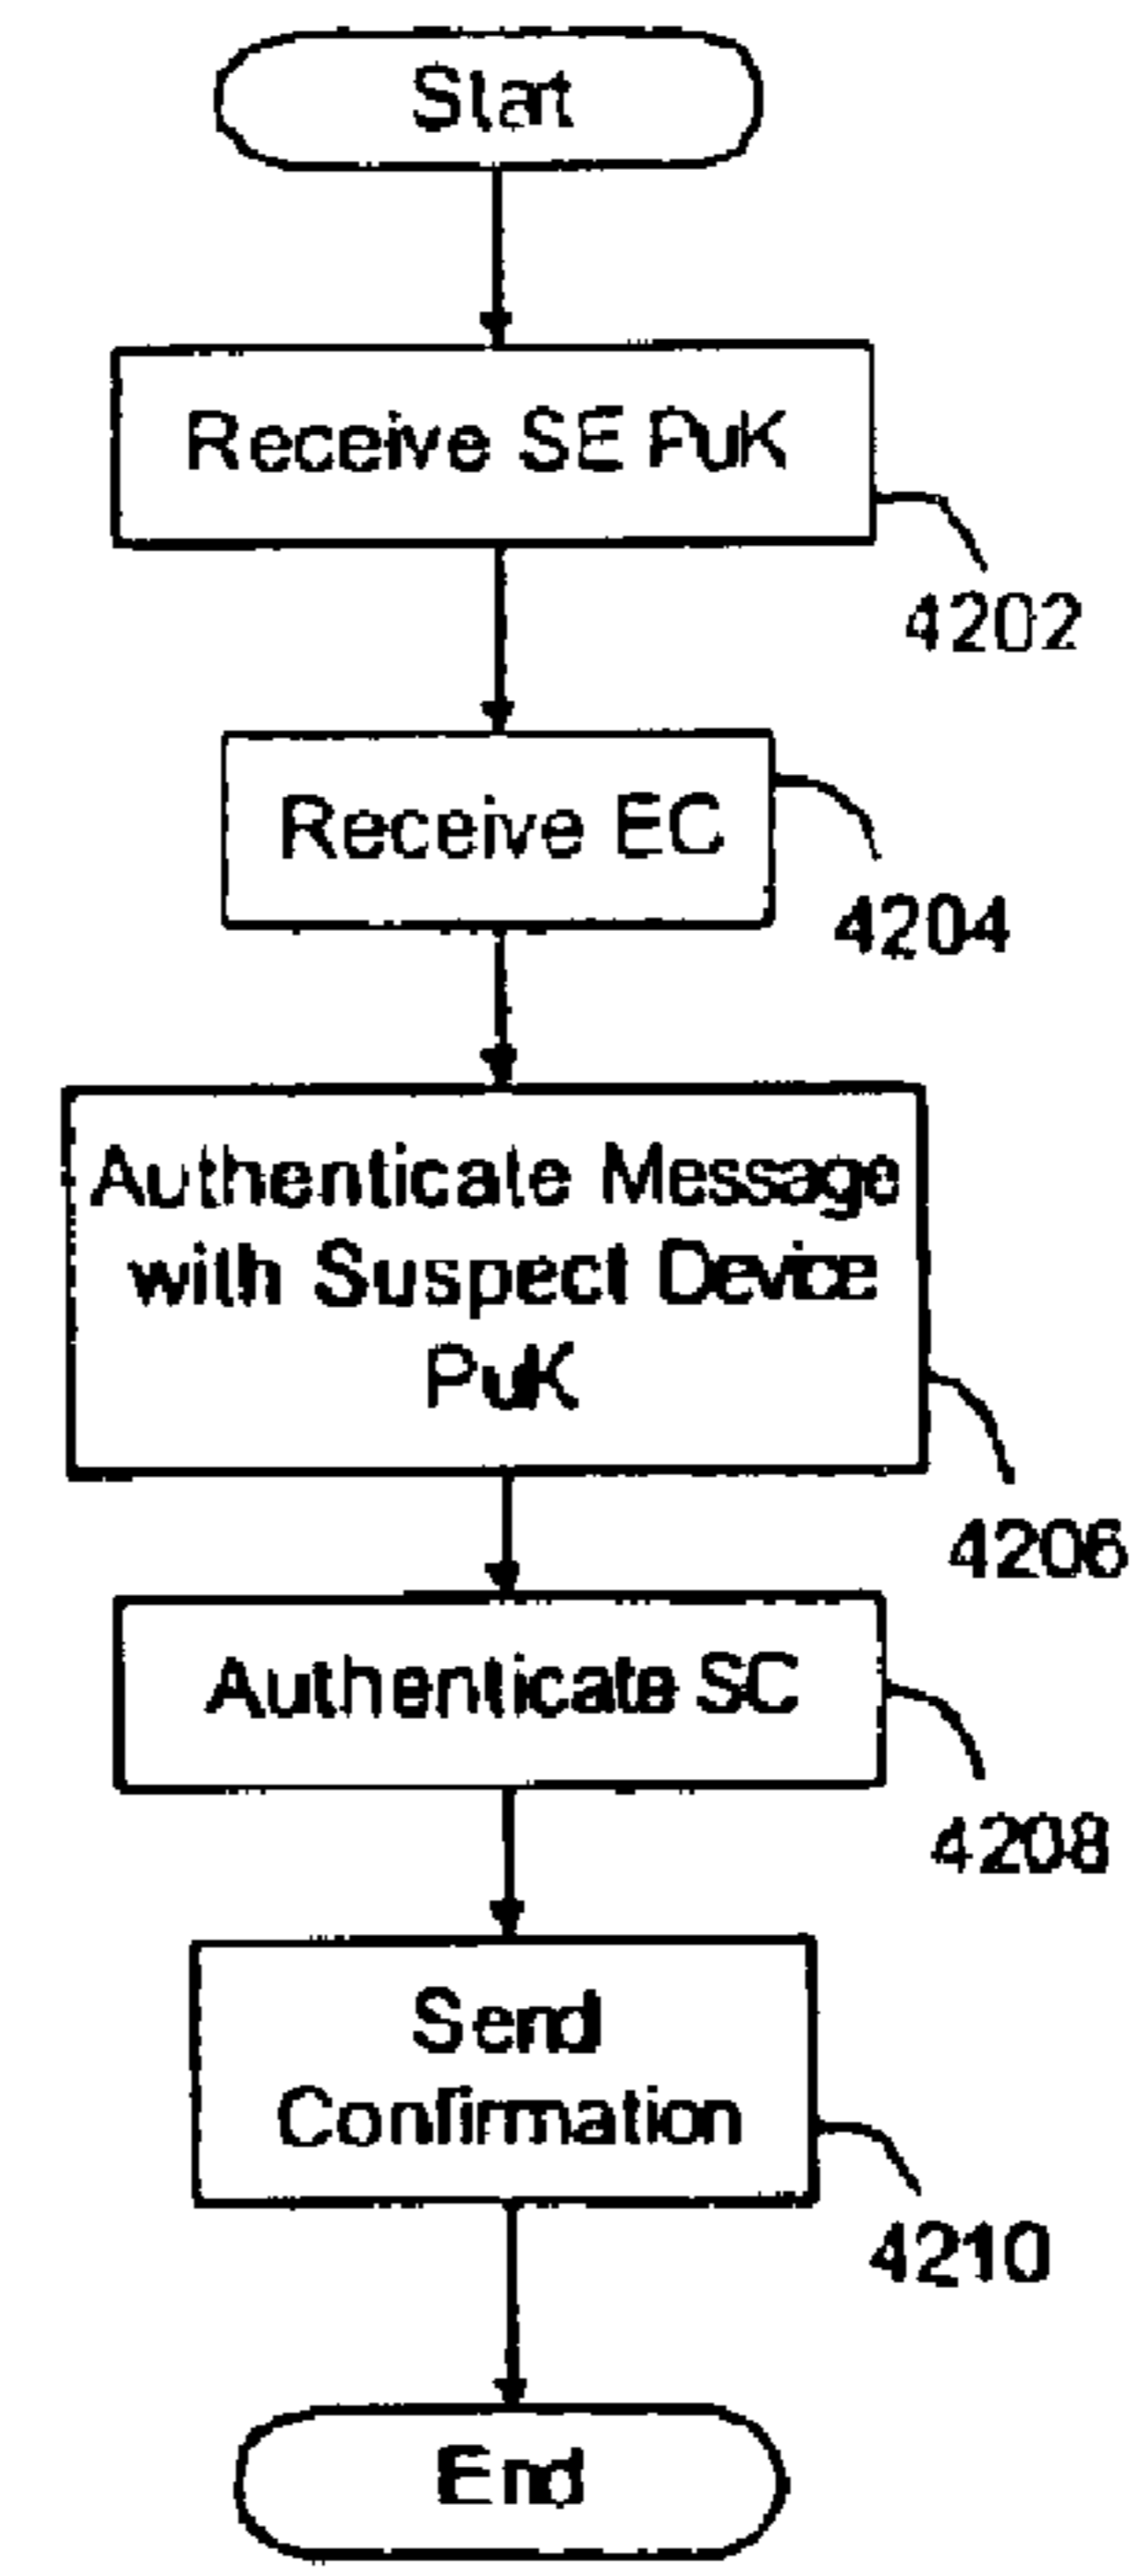 Start
Receive SE PuK
4202
Receive EC
4204
Authenticate Message
with Suspect Device
PuK
4206
Authenticate SC
4208
Send
Confirmation
4210
End